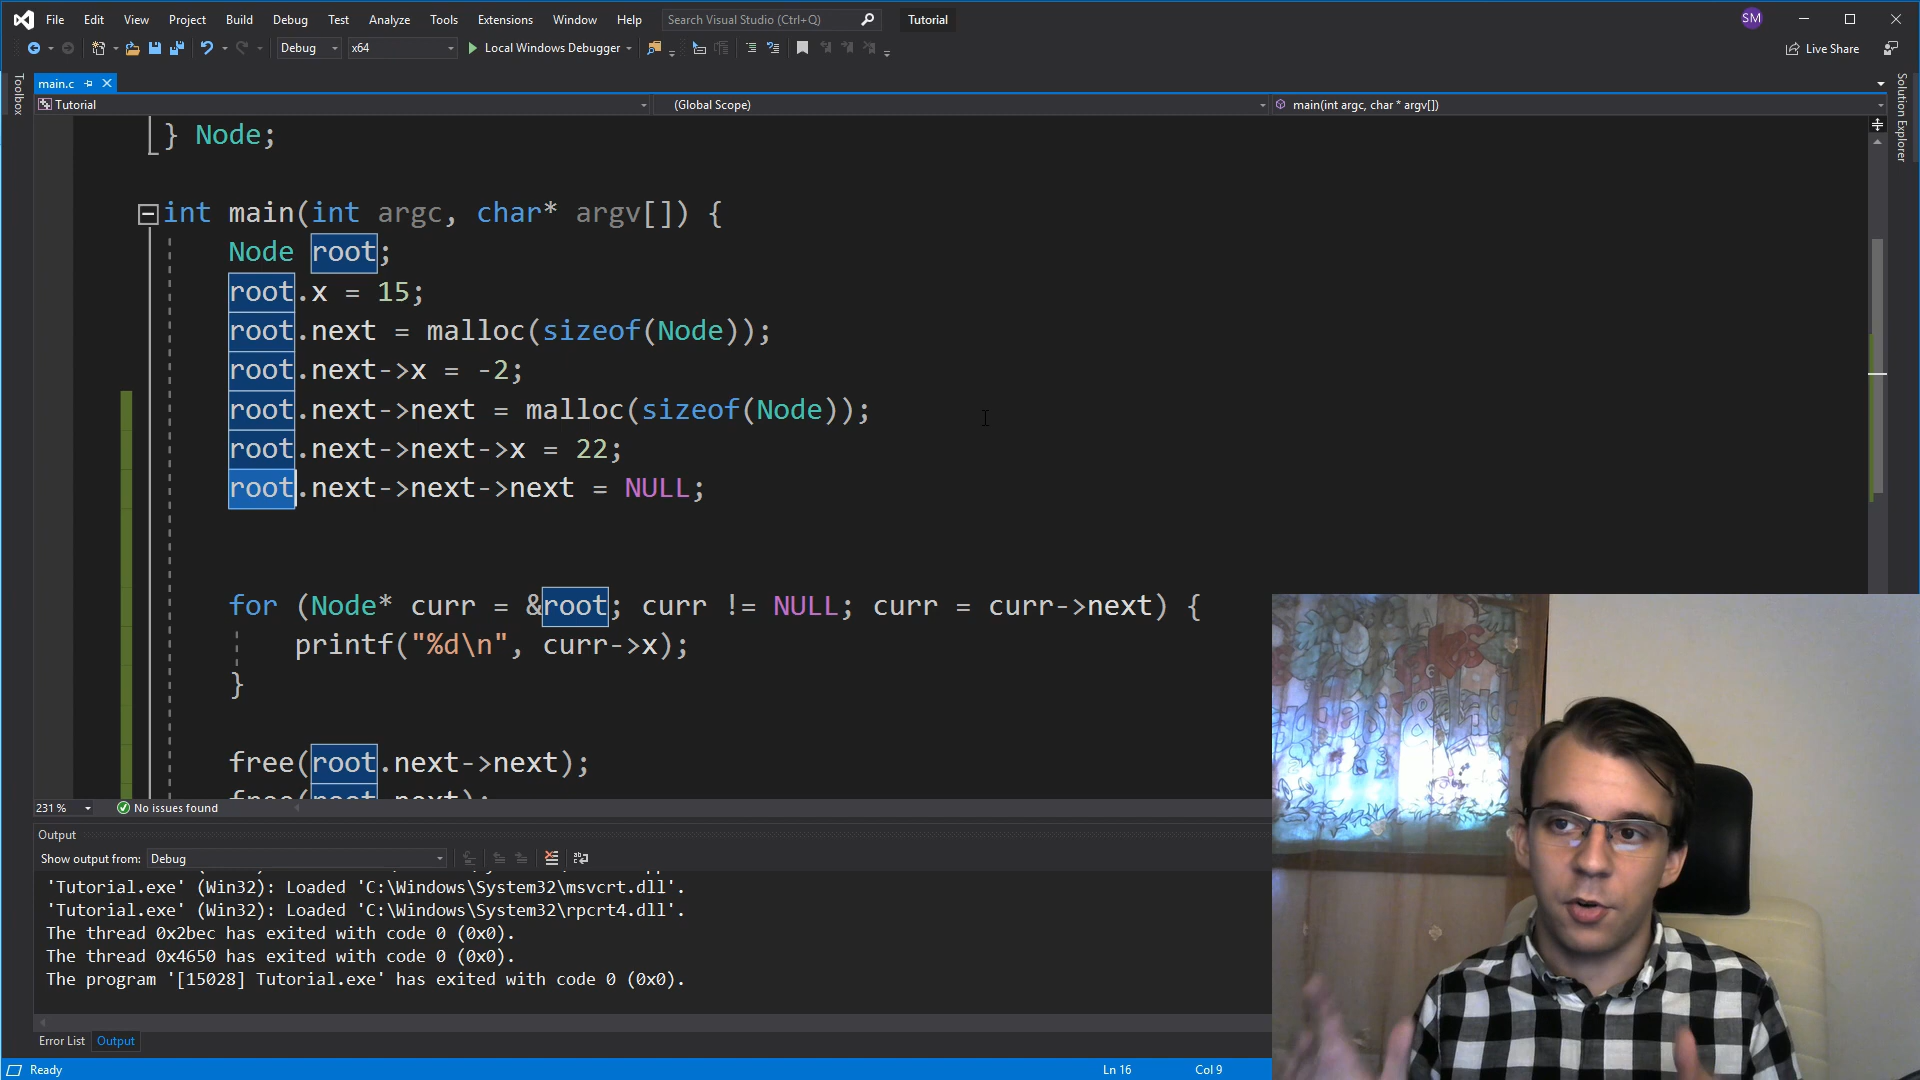 File Edit View Project Build Debug Test Analyze Tools Extensions Window Help Search Visual Studio (Ctrl+Q) Tutorial SM
Debug x64 Local Windows Debugger Live Share
Toolbox
main.c
Solution Explorer
Tutorial (Global Scope) main(int argc, char * argv[])
} Node;
int main(int argc, char* argv[]) {
Node root;
root.x = 15;
root.next = malloc(sizeof(Node));
root.next->x = -2;
root.next->next = malloc(sizeof(Node));
root.next->next->x = 22;
root.next->next->next = NULL;
for (Node* curr = &root; curr != NULL; curr = curr->next) {
printf("%d\n", curr->x);
}
free(root.next->next);
free(root.next);
231 % No issues found
Output
Show output from: Debug
'Tutorial.exe' (Win32): Loaded 'C:\Windows\System32\msvcrt.dll'.
'Tutorial.exe' (Win32): Loaded 'C:\Windows\System32\rpcrt4.dll'.
The thread 0x2bec has exited with code 0 (0x0).
The thread 0x4650 has exited with code 0 (0x0).
The program '[15028] Tutorial.exe' has exited with code 0 (0x0).
Error List Output
Ready Ln 16 Col 9